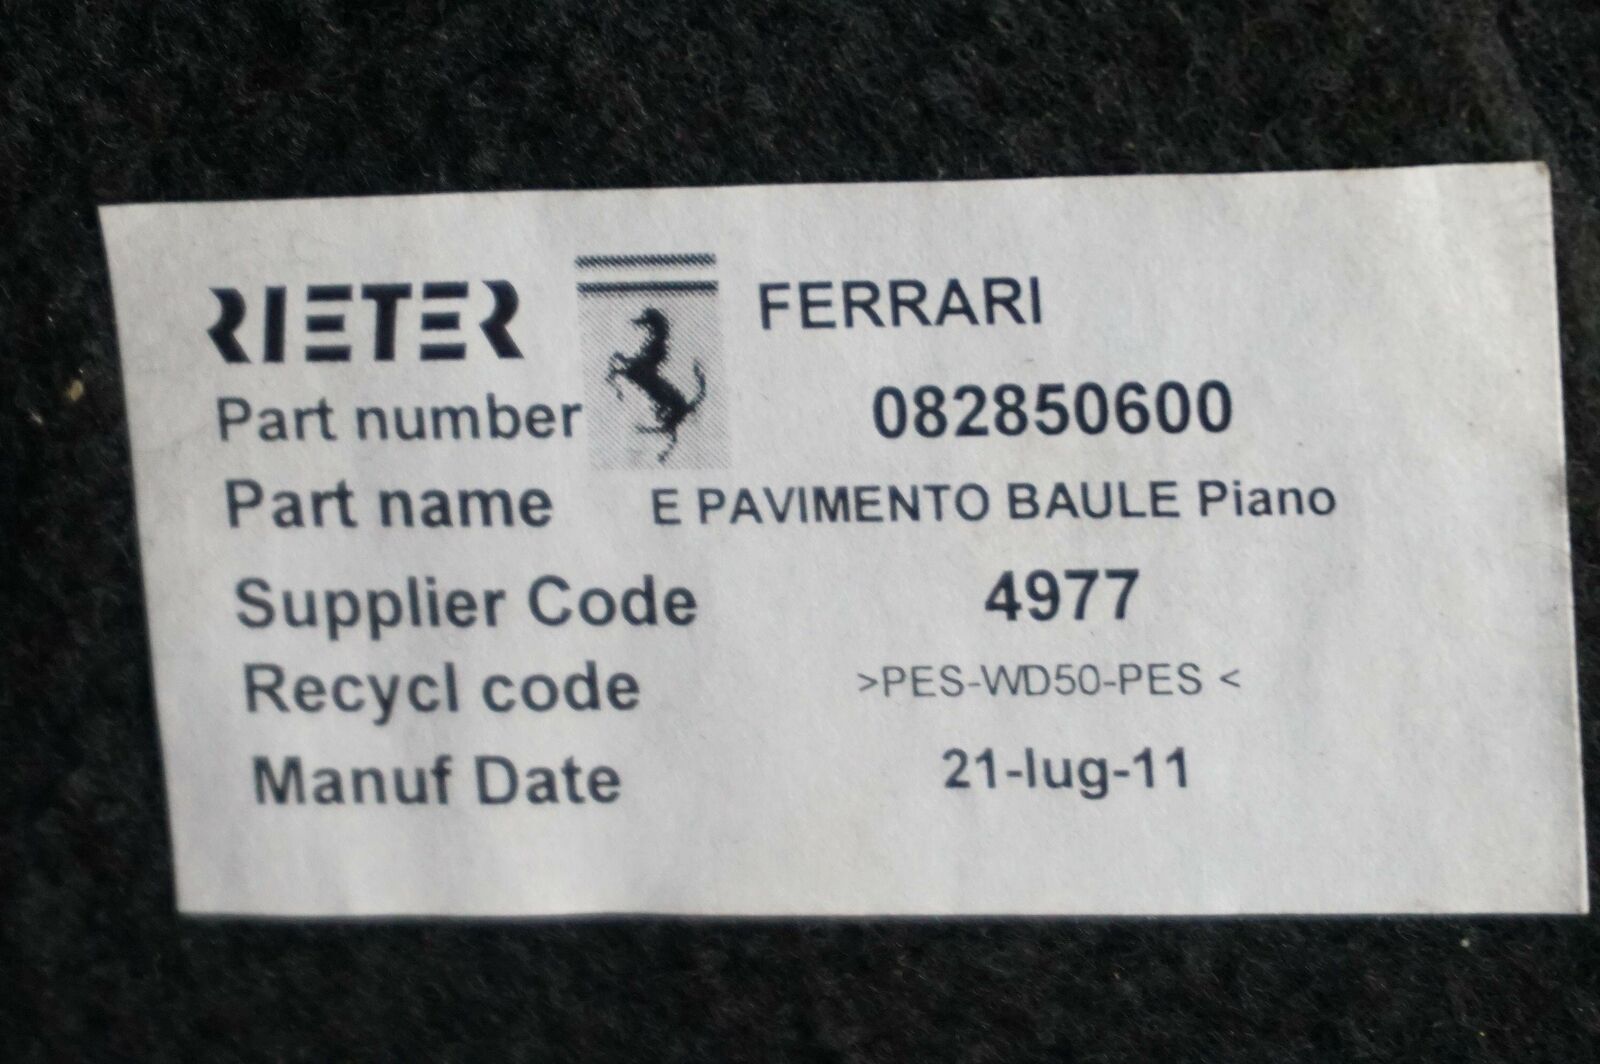 RIETER FERRARI
Part number 082850600
Part name E PAVIMENTO BAULE Piano
Supplier Code 4977
Recycl code >PES-WD50-PES <
Manuf Date 21-lug-11